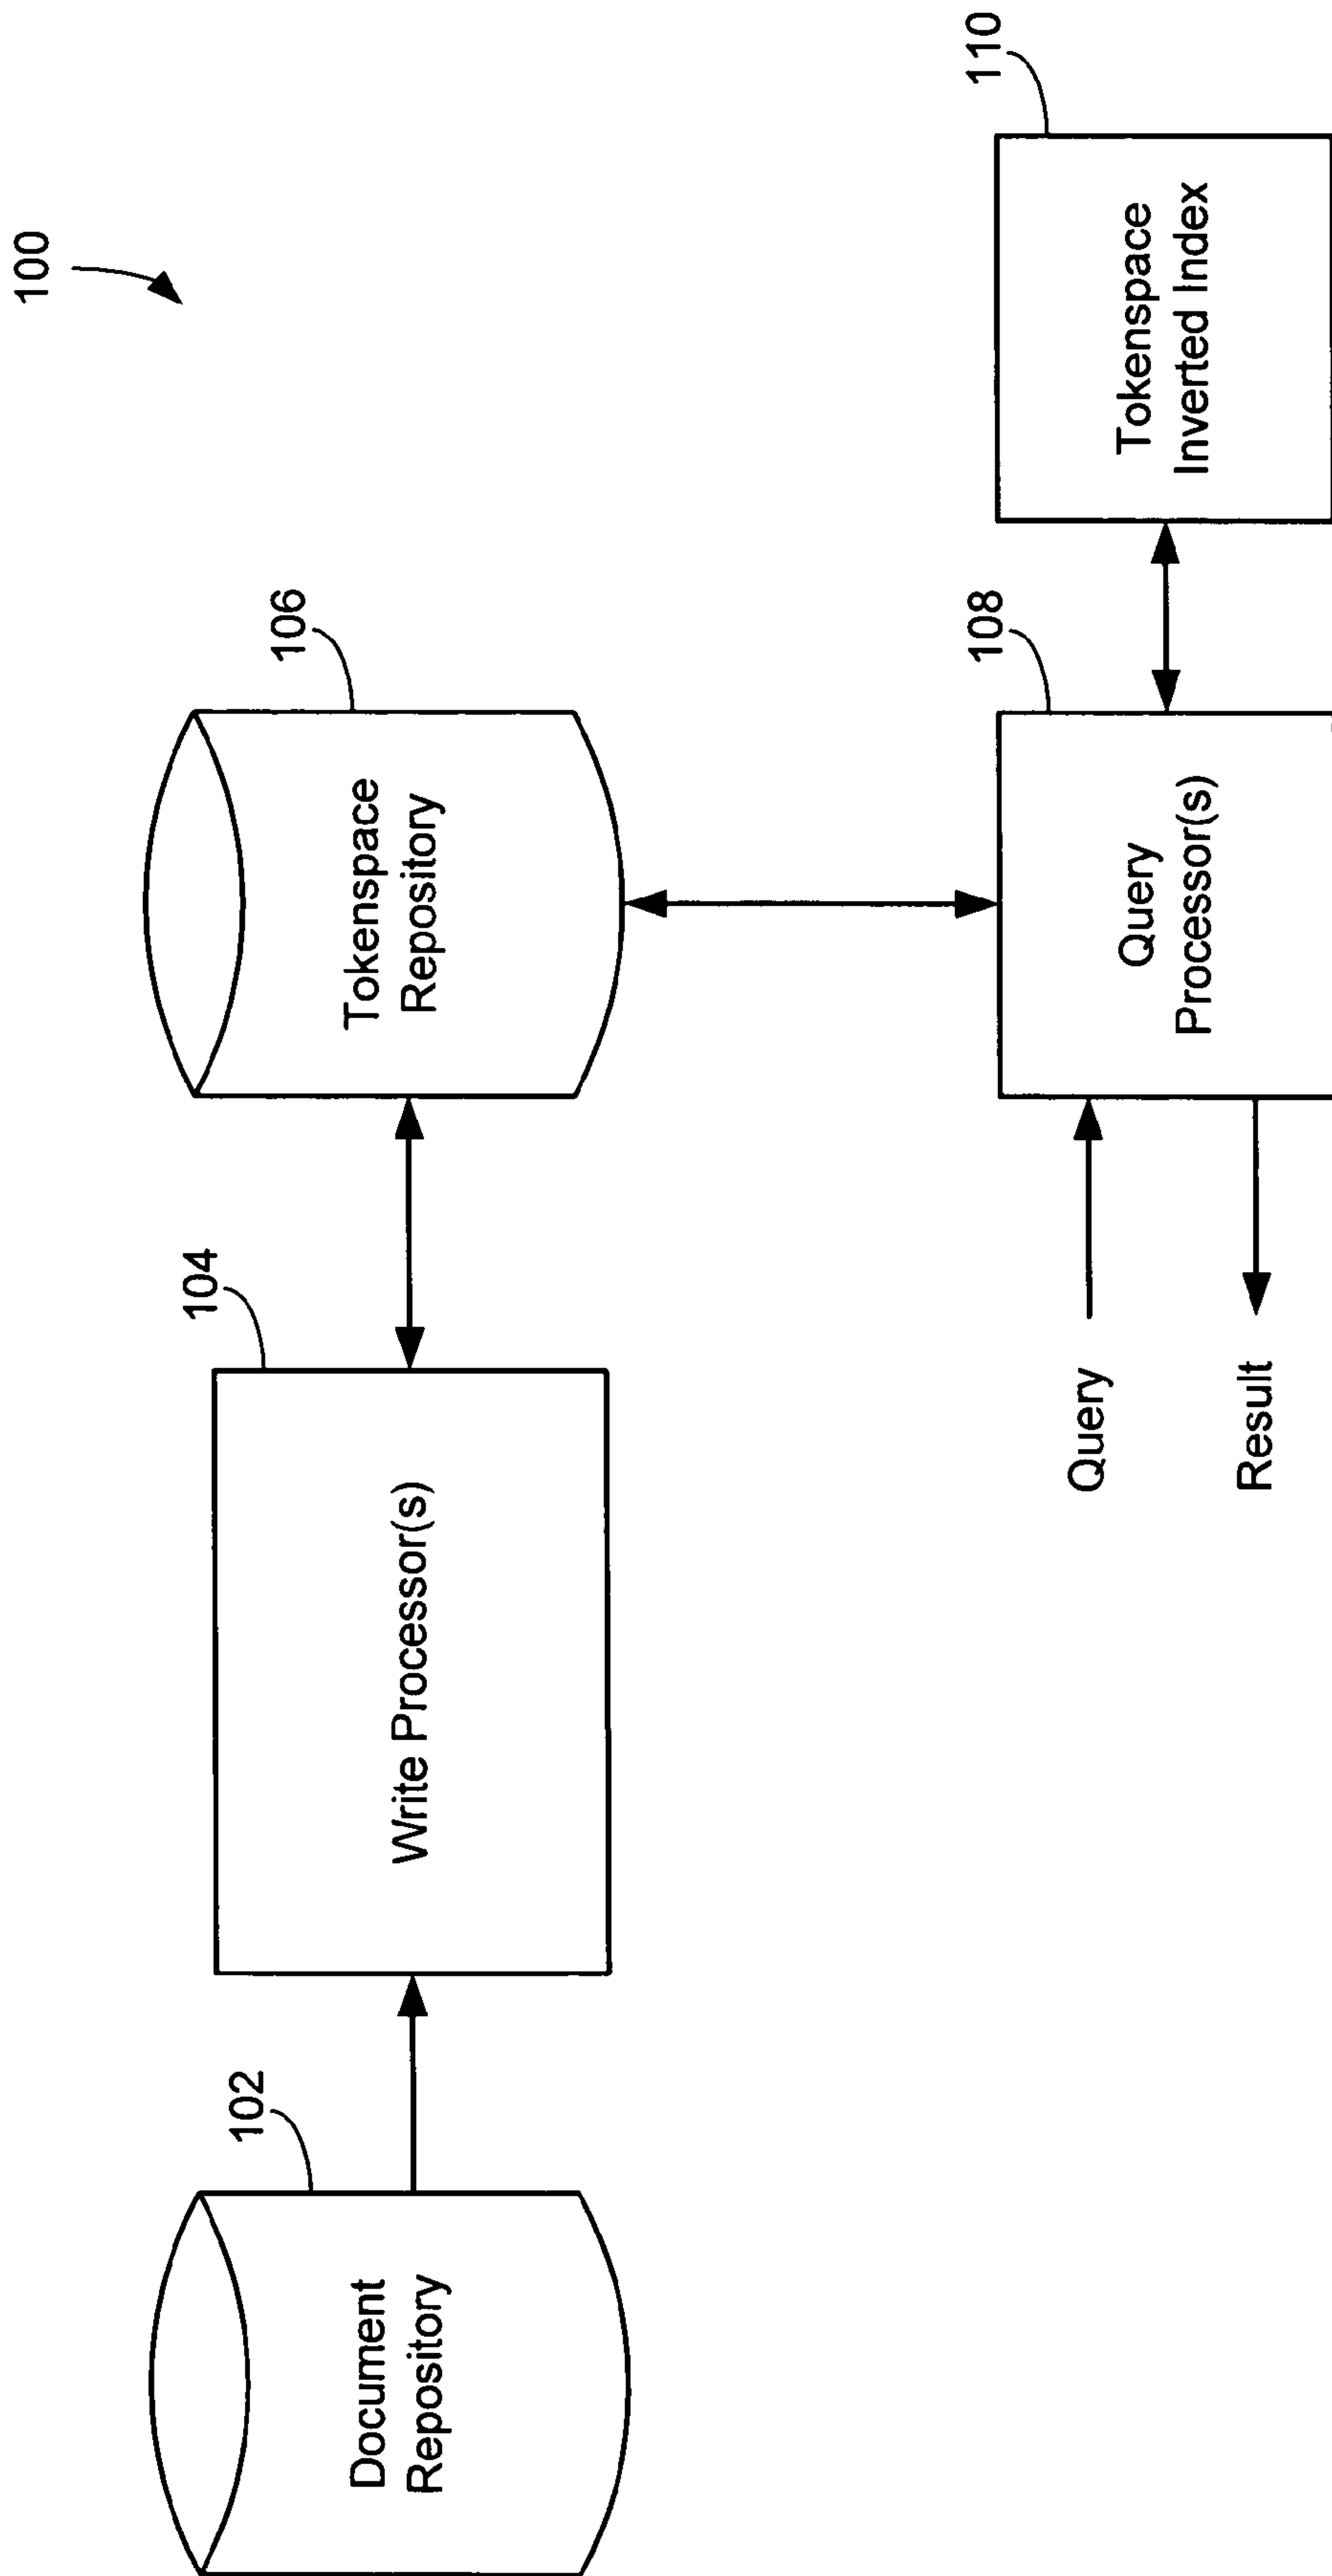 100
102
Document
Repository
104
Write Processor(s)
106
Tokenspace
Repository
Query
Result
108
Query
Processor(s)
110
Tokenspace
Inverted Index